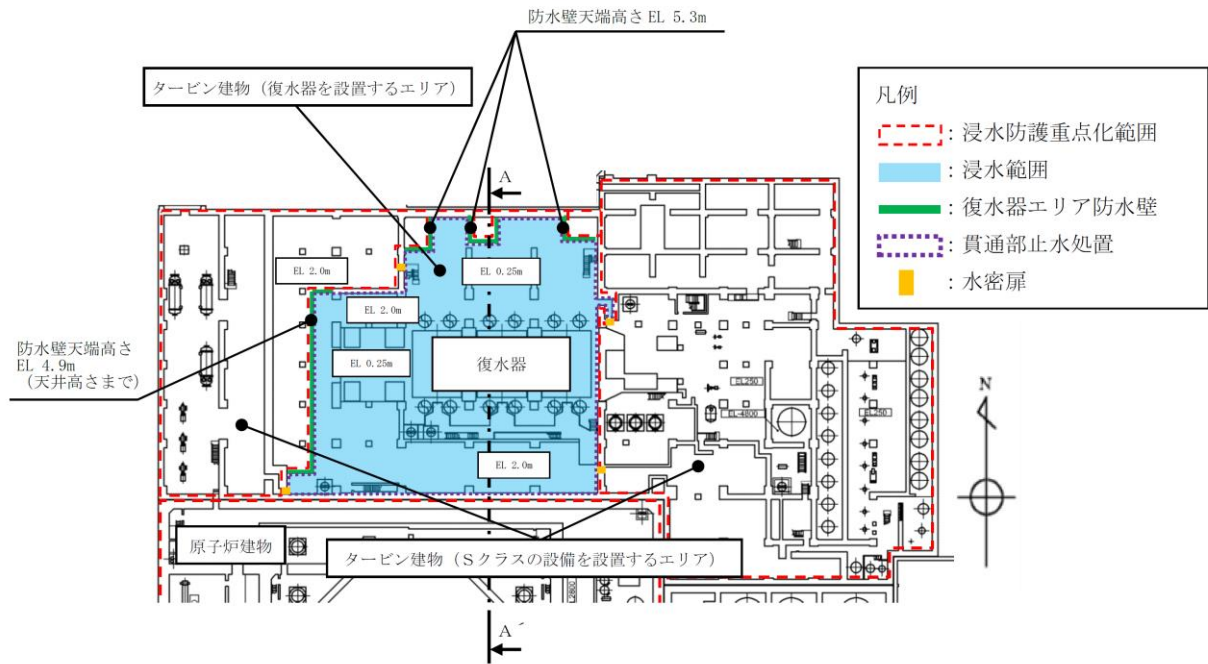 防水壁天端高さ EL 5.3m
タービン建物（復水器を設置するエリア）
凡例
：浸水防護重点化範囲
：浸水範囲
：復水器エリア防水壁
：貫通部止水処置
：水密扉
A
EL 2.0m
EL 0.25m
EL 2.0m
防水壁天端高さ
EL 4.9m
（天井高さまで）
EL 0.25m
復水器
EL250
EL-4800
EL250
N
EL 2.0m
原子炉建物
タービン建物（Sクラスの設備を設置するエリア）
A´